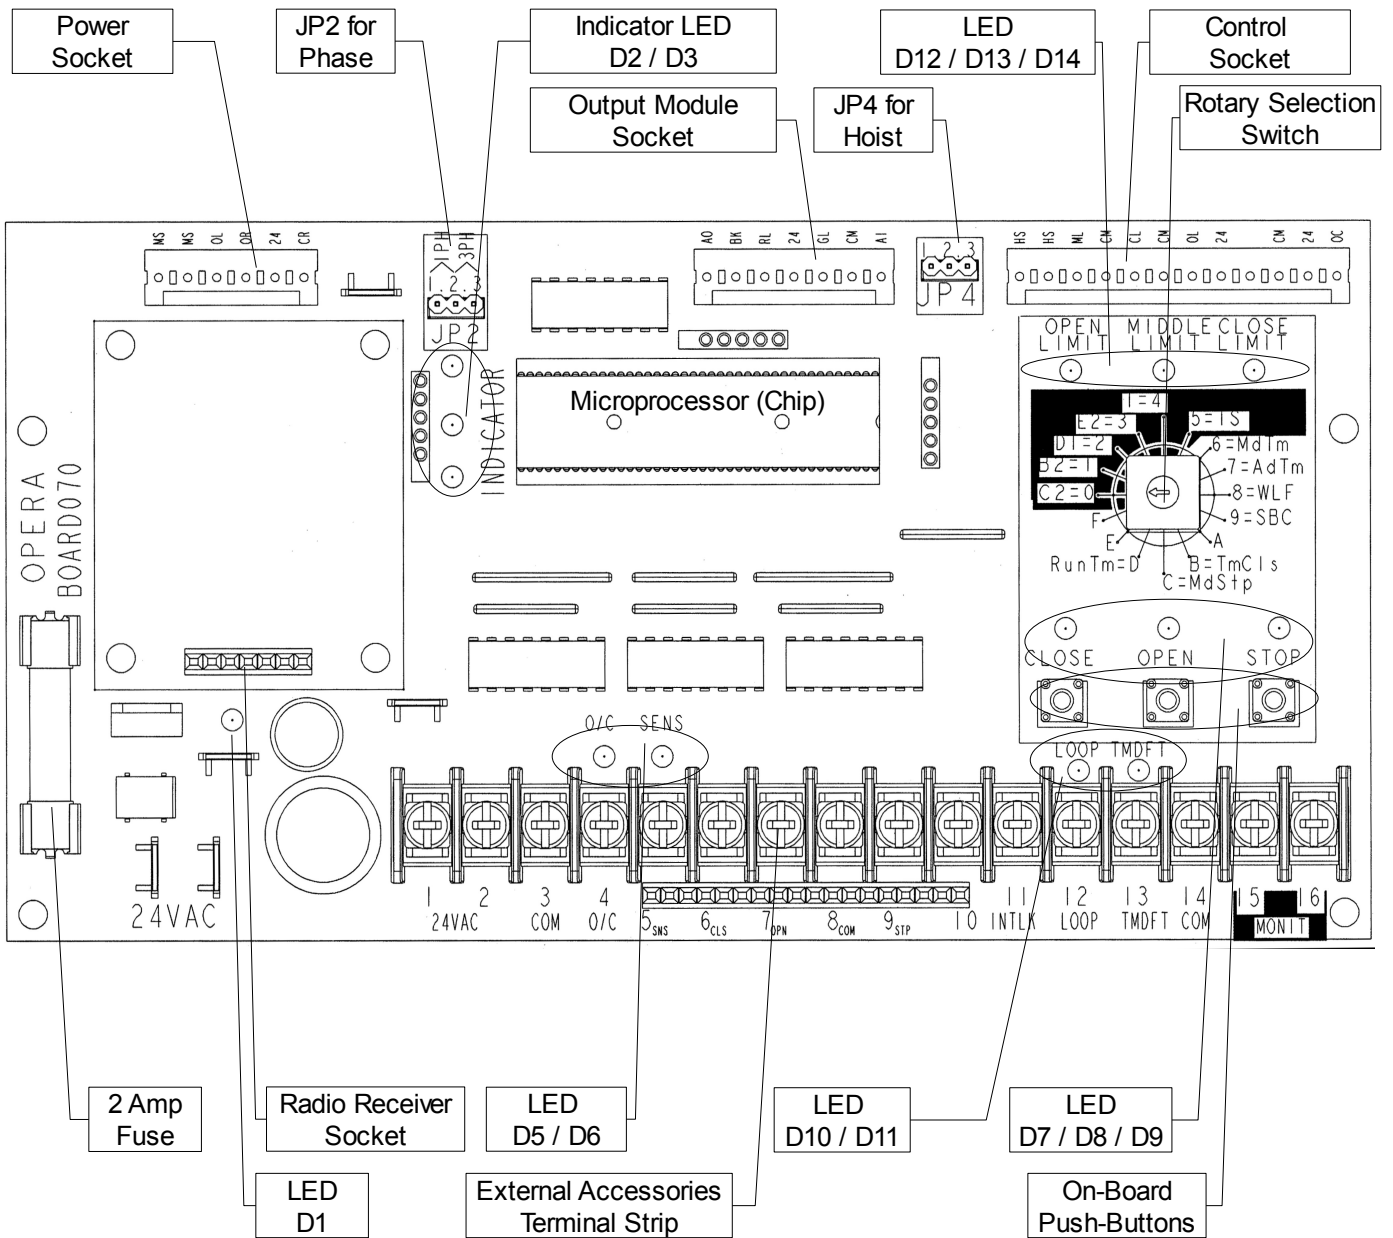 Power
Socket
JP2 for
Phase
Indicator LED
D2 / D3
LED
D12 / D13 / D14
Control
Socket
Output Module
Socket
JP4 for
Hoist
Rotary Selection
Switch
MS MS OL OR 24 CR
1PH 3PH
1.2.3
JP2
AO BK RL 24 GL CM AI
1.2.3
JP4
HS HS ML CM CL CM OL 24 CM 24 OC
OPEN LIMIT
MIDDLE LIMIT
CLOSE LIMIT
INDICATOR
Microprocessor (Chip)
OPERA
BOARD070
1=4
E2=3
5=TS
D1=2
6=MdTm
B2=1
7=AdTm
C2=0
8=WLF
F
9=SBC
E
A
RunTm=D
B=TmCls
C=MdStp
CLOSE OPEN STOP
O/C SENS
LOOP TMDFT
24VAC
1 2 3 4 5SNS 6CLS 7OPN 8COM 9STP 10 11 12 13 14 15 16
24VAC COM O/C INTLK LOOP TMDFT COM MONIT
2 Amp
Fuse
Radio Receiver
Socket
LED
D5 / D6
LED
D10 / D11
LED
D7 / D8 / D9
LED
D1
External Accessories
Terminal Strip
On-Board
Push-Buttons